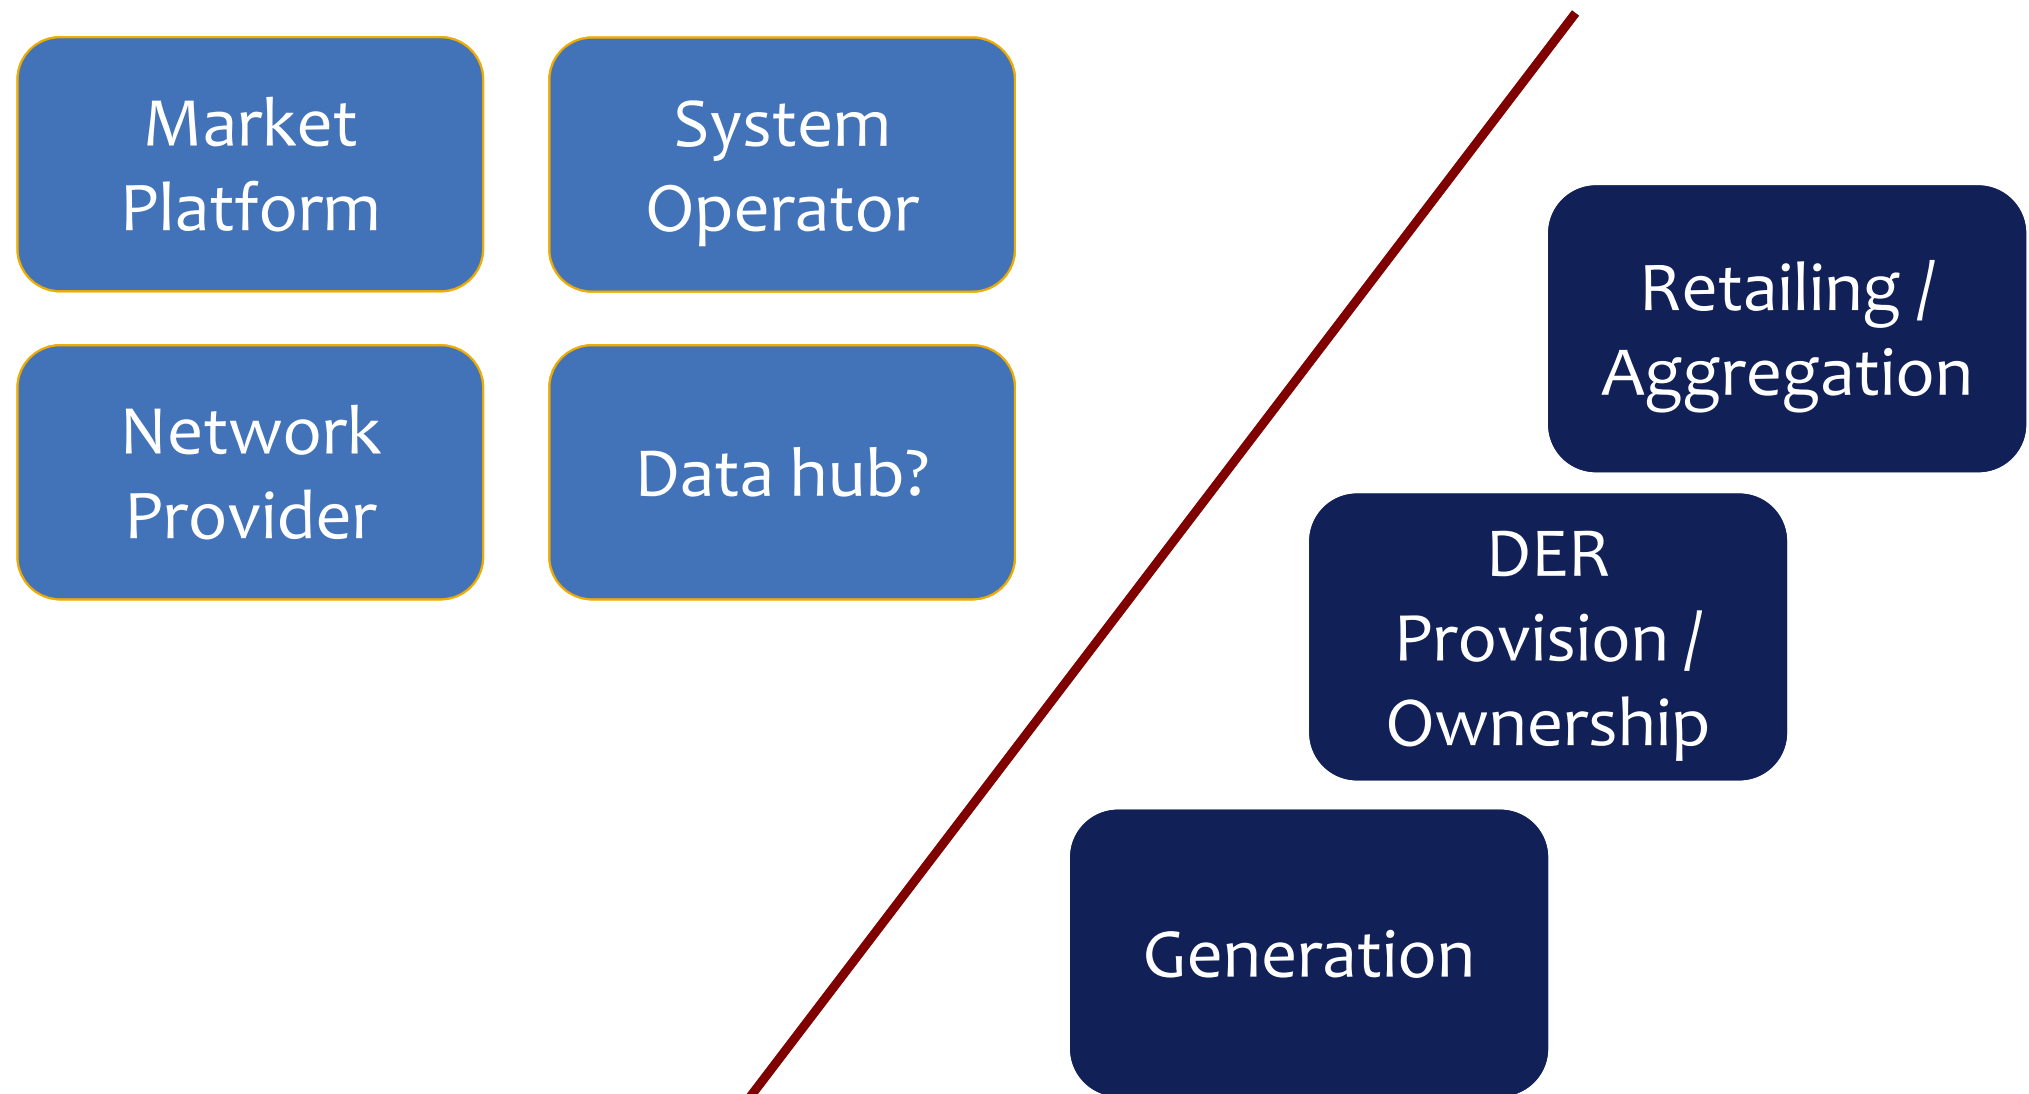 Market
Platform
System
Operator
Network
Provider
Data hub?
Retailing /
Aggregation
DER
Provision /
Ownership
Generation